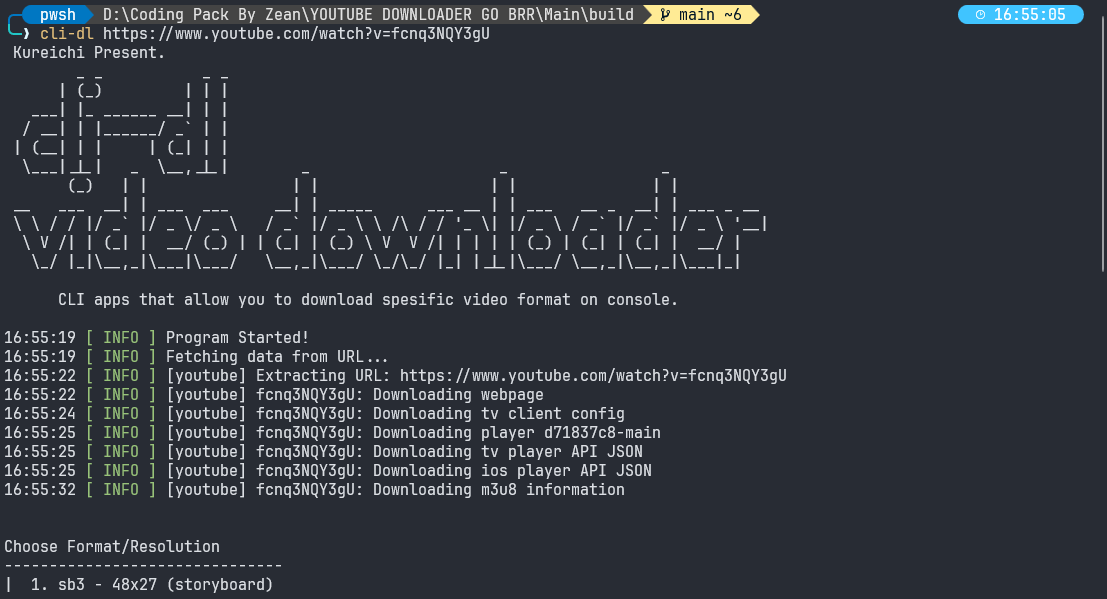 pwsh D:\Coding Pack By Zean\YOUTUBE DOWNLOADER GO BRR\Main\build main ~6 16:55:05
cli-dl https://www.youtube.com/watch?v=fcnq3NQY3gU
Kureichi Present.
cli-dl
video downloader
CLI apps that allow you to download spesific video format on console.
16:55:19 [ INFO ] Program Started!
16:55:19 [ INFO ] Fetching data from URL...
16:55:22 [ INFO ] [youtube] Extracting URL: https://www.youtube.com/watch?v=fcnq3NQY3gU
16:55:22 [ INFO ] [youtube] fcnq3NQY3gU: Downloading webpage
16:55:24 [ INFO ] [youtube] fcnq3NQY3gU: Downloading tv client config
16:55:25 [ INFO ] [youtube] fcnq3NQY3gU: Downloading player d71837c8-main
16:55:25 [ INFO ] [youtube] fcnq3NQY3gU: Downloading tv player API JSON
16:55:25 [ INFO ] [youtube] fcnq3NQY3gU: Downloading ios player API JSON
16:55:32 [ INFO ] [youtube] fcnq3NQY3gU: Downloading m3u8 information
Choose Format/Resolution
-------------------------------
| 1. sb3 - 48x27 (storyboard)